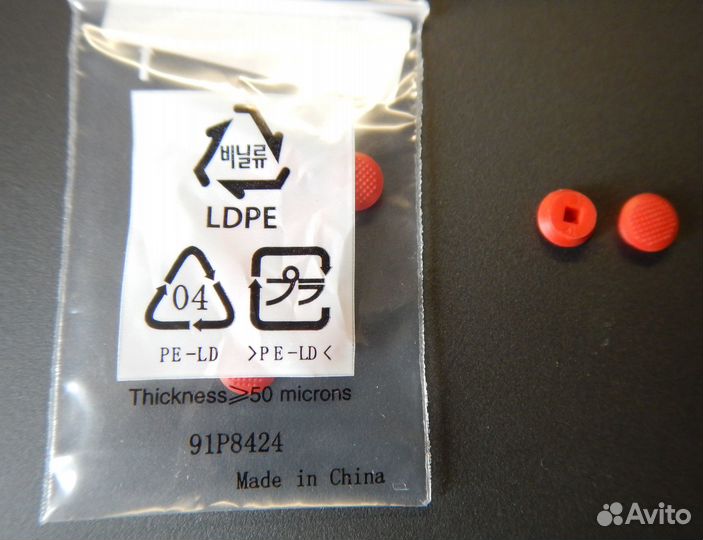 비닐류
LDPE
04
プラ
PE-LD
>PE-LD<
Thickness⩾50 microns
91P8424
Made in China
Avito